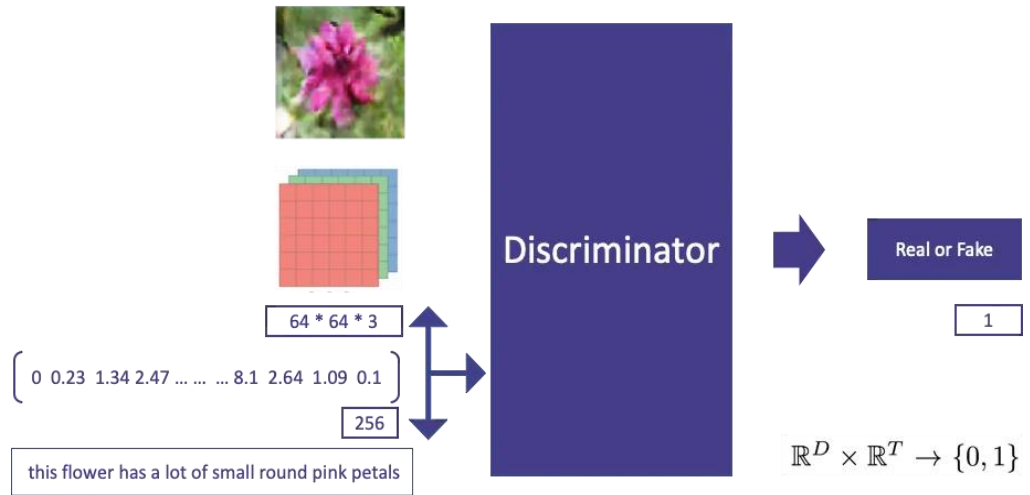 Discriminator
Real or Fake
64 * 64 * 3
1
0 0.23 1.34 2.47 ... ... ... 8.1 2.64 1.09 0.1
256
this flower has a lot of small round pink petals
ℝ^D × ℝ^T → {0, 1}